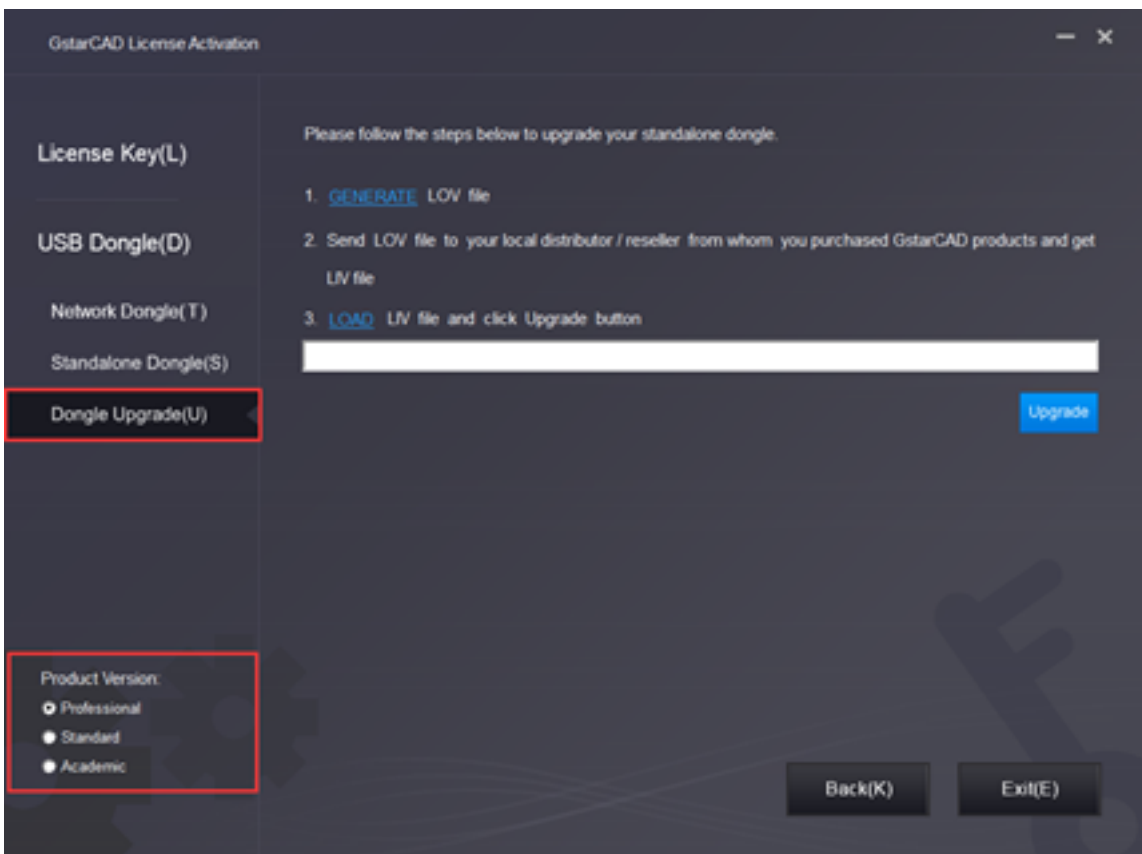 GstarCAD License Activation
License Key(L)
USB Dongle(D)
Network Dongle(T)
Standalone Dongle(S)
Dongle Upgrade(U)
Product Version:
Professional
Standard
Academic
Please follow the steps below to upgrade your standalone dongle.
1. GENERATE LOV file
2. Send LOV file to your local distributor / reseller from whom you purchased GstarCAD products and get
LIV file
3. LOAD LIV file and click Upgrade button
Upgrade
Back(K)
Exit(E)